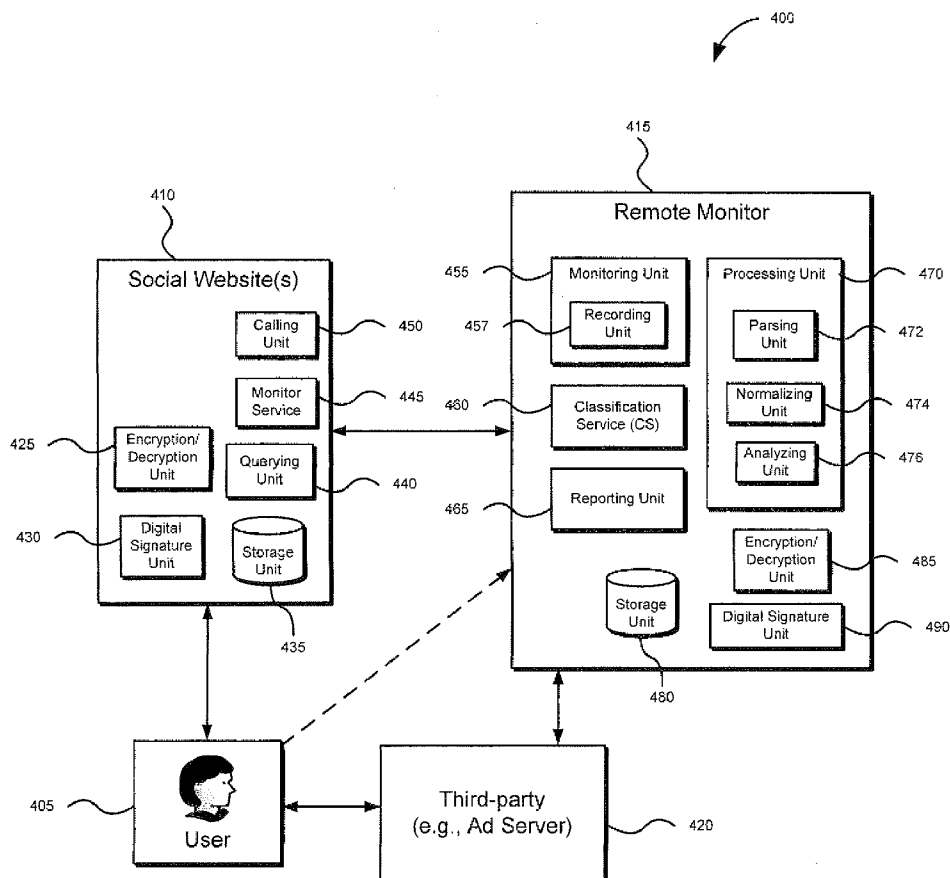 400
415
410
Remote Monitor
Social Website(s)
455
Monitoring Unit
Processing Unit
470
Calling
Unit
450
457
Recording
Unit
Parsing
Unit
472
Monitor
Service
445
460
Classification
Service (CS)
Normalizing
Unit
474
425
Encryption/
Decryption
Unit
Querying
Unit
440
Analyzing
Unit
476
465
Reporting Unit
430
Digital
Signature
Unit
Storage
Unit
435
Encryption/
Decryption
Unit
485
Storage
Unit
480
Digital Signature
Unit
490
405
User
Third-party
(e.g., Ad Server)
420